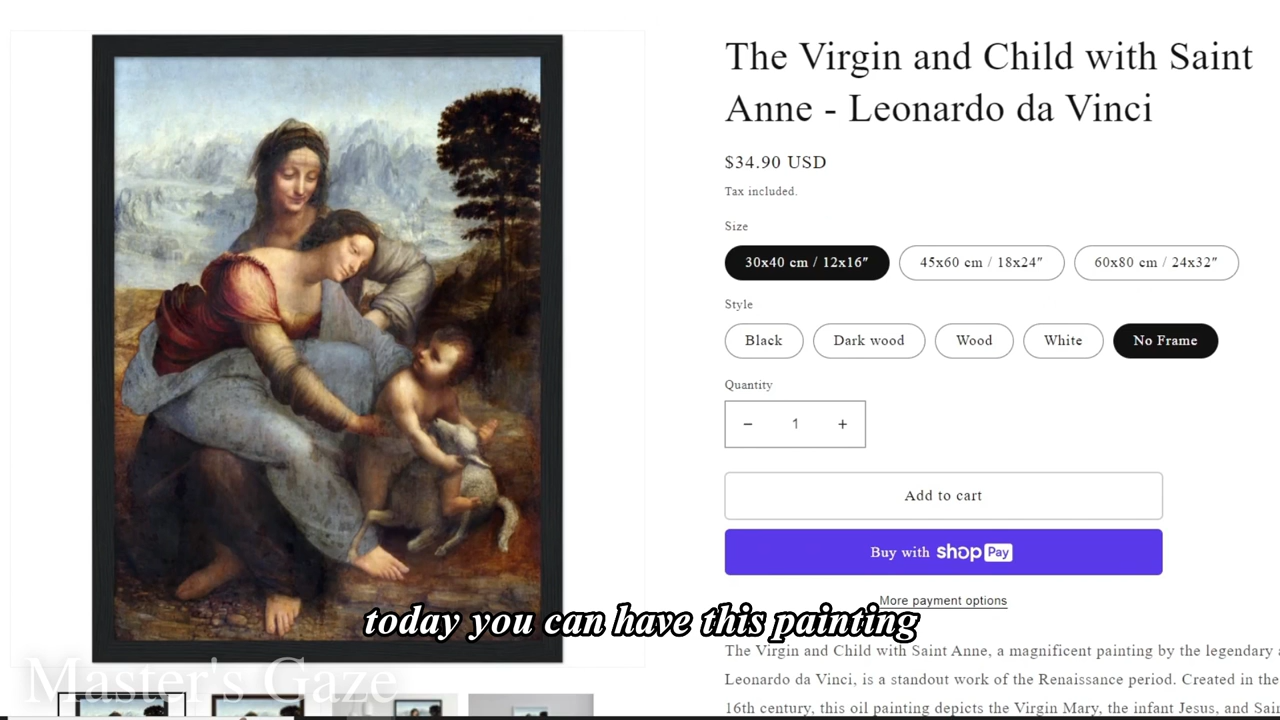 The Virgin and Child with Saint
Anne - Leonardo da Vinci
$34.90 USD
Tax included.
Size
30x40 cm / 12x16″
45x60 cm / 18x24″
60x80 cm / 24x32″
Style
Black
Dark wood
Wood
White
No Frame
Quantity
− 1 +
Add to cart
Buy with shop Pay
More payment options
today you can have this painting
The Virgin and Child with Saint Anne, a magnificent painting by the legendary
Leonardo da Vinci, is a standout work of the Renaissance period. Created in the
16th century, this oil painting depicts the Virgin Mary, the infant Jesus, and
Master's Gaze